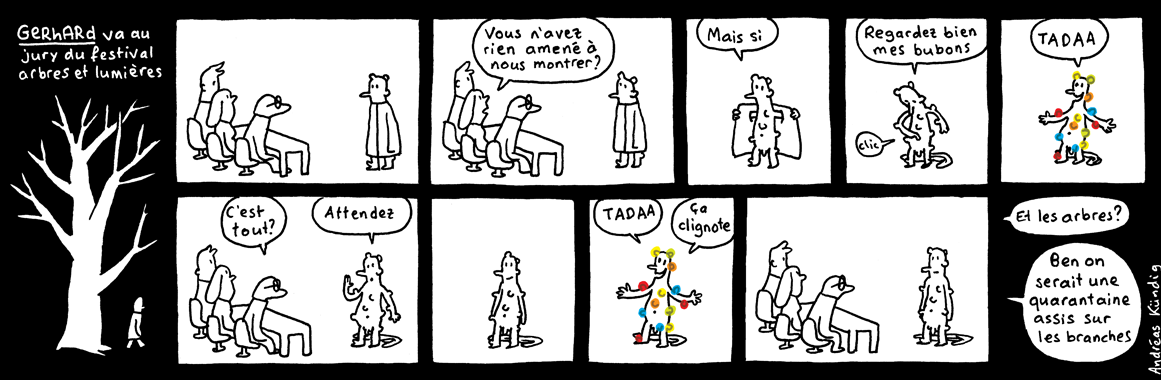 GERHARD va au
jury du festival
arbres et lumières
Vous n'avez
rien amené à
nous montrer?
Mais si
Regardez bien
mes bubons
clic
TADAA
C'est
tout?
Attendez
TADAA
Ça
clignote
Et les arbres?
Ben on
serait une
quarantaine
assis sur
les branches
Andréas Kündig